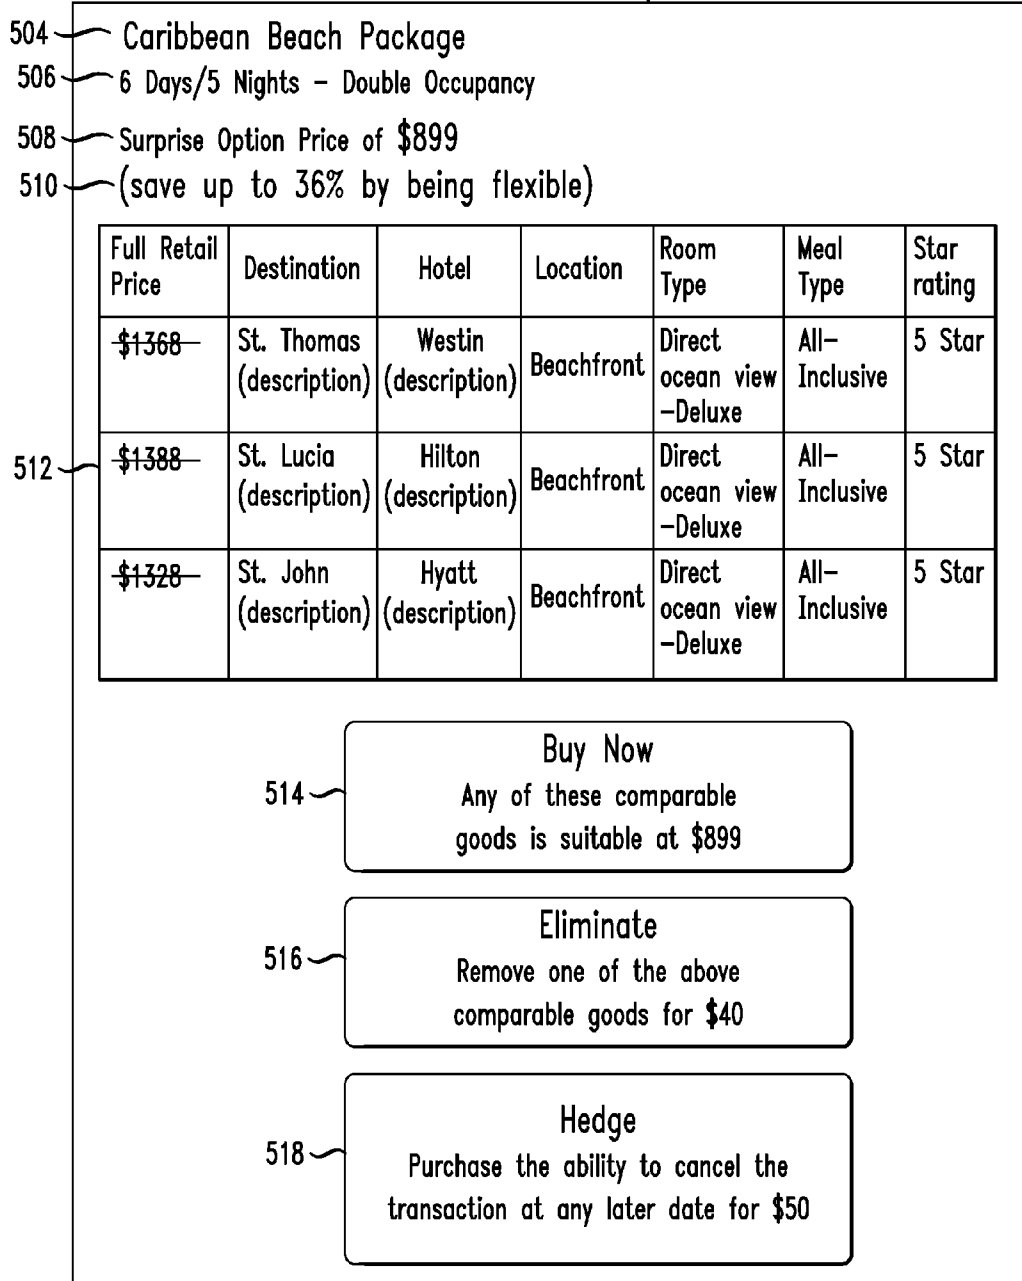 504 Caribbean Beach Package
506 6 Days/5 Nights – Double Occupancy
508 Surprise Option Price of $899
510 (save up to 36% by being flexible)
Full Retail Price Destination Hotel Location Room Type Meal Type Star rating
$1368 St. Thomas (description) Westin (description) Beachfront Direct ocean view –Deluxe All– Inclusive 5 Star
512 $1388 St. Lucia (description) Hilton (description) Beachfront Direct ocean view –Deluxe All– Inclusive 5 Star
$1328 St. John (description) Hyatt (description) Beachfront Direct ocean view –Deluxe All– Inclusive 5 Star
Buy Now
514 Any of these comparable
goods is suitable at $899
Eliminate
516 Remove one of the above
comparable goods for $40
Hedge
518 Purchase the ability to cancel the
transaction at any later date for $50